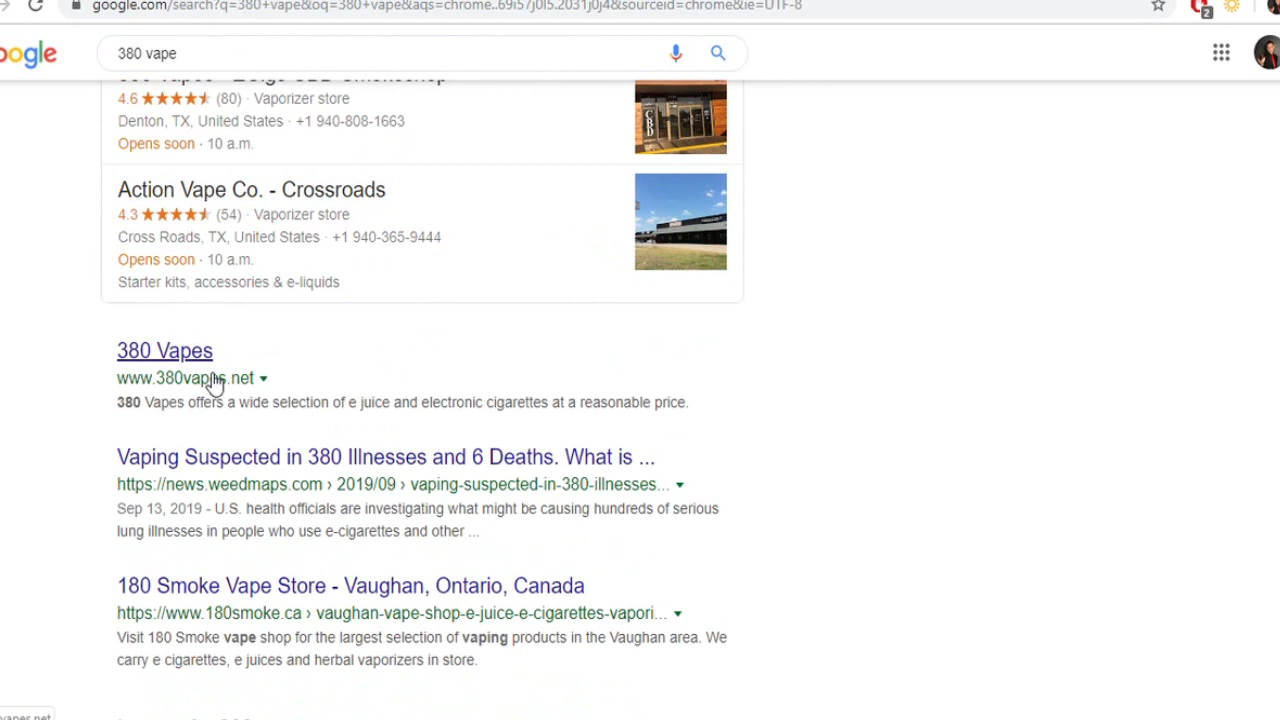 google.com/search?q=380+vape&oq=380+vape&aqs=chrome..69i57j0l5.2031j0j4&sourceid=chrome&ie=UTF-8
2
oogle
380 vape
4.6 (80) · Vaporizer store
Denton, TX, United States · +1 940-808-1663
Opens soon · 10 a.m.
CBD
Action Vape Co. - Crossroads
4.3 (54) · Vaporizer store
Cross Roads, TX, United States · +1 940-365-9444
Opens soon · 10 a.m.
Starter kits, accessories & e-liquids
380 Vapes
www.380vapes.net
380 Vapes offers a wide selection of e juice and electronic cigarettes at a reasonable price.
Vaping Suspected in 380 Illnesses and 6 Deaths. What is ...
https://news.weedmaps.com › 2019/09 › vaping-suspected-in-380-illnesses...
Sep 13, 2019 - U.S. health officials are investigating what might be causing hundreds of serious
lung illnesses in people who use e-cigarettes and other ...
180 Smoke Vape Store - Vaughan, Ontario, Canada
https://www.180smoke.ca › vaughan-vape-shop-e-juice-e-cigarettes-vapori...
Visit 180 Smoke vape shop for the largest selection of vaping products in the Vaughan area. We
carry e cigarettes, e juices and herbal vaporizers in store.
vapes.net